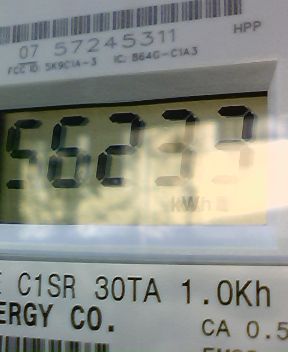 HPP
07 57245311
FCC ID: SK9C1A-3 IC: 864G-C1A3
56233
kWh
C1SR 30TA 1.0Kh
ERGY CO.
CA 0.5